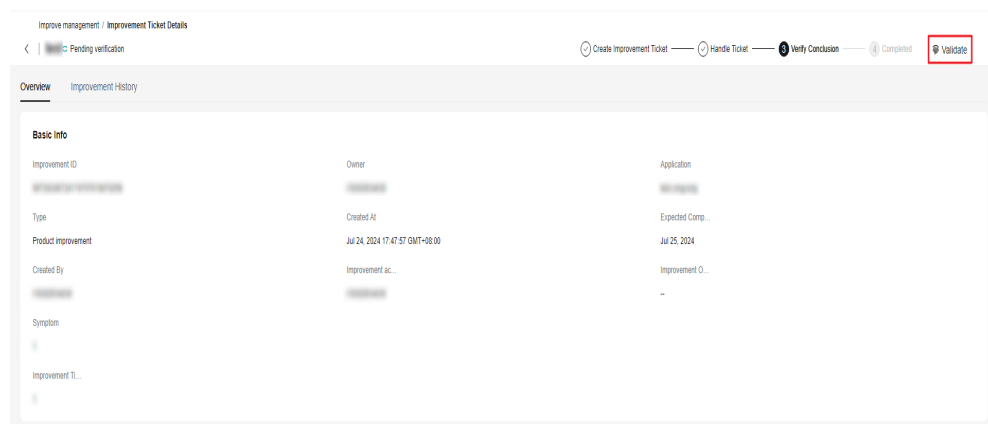 Improve management / Improvement Ticket Details
Pending verification
Create Improvement Ticket
Handle Ticket
3 Verify Conclusion
4 Completed
Validate
Overview Improvement History
Basic Info
Improvement ID Owner Application
Type Created At Expected Comp...
Product improvement Jul 24, 2024 17:47:57 GMT+08:00 Jul 25, 2024
Created By Improvement ac... Improvement O...
--
Symptom
Improvement Ti...